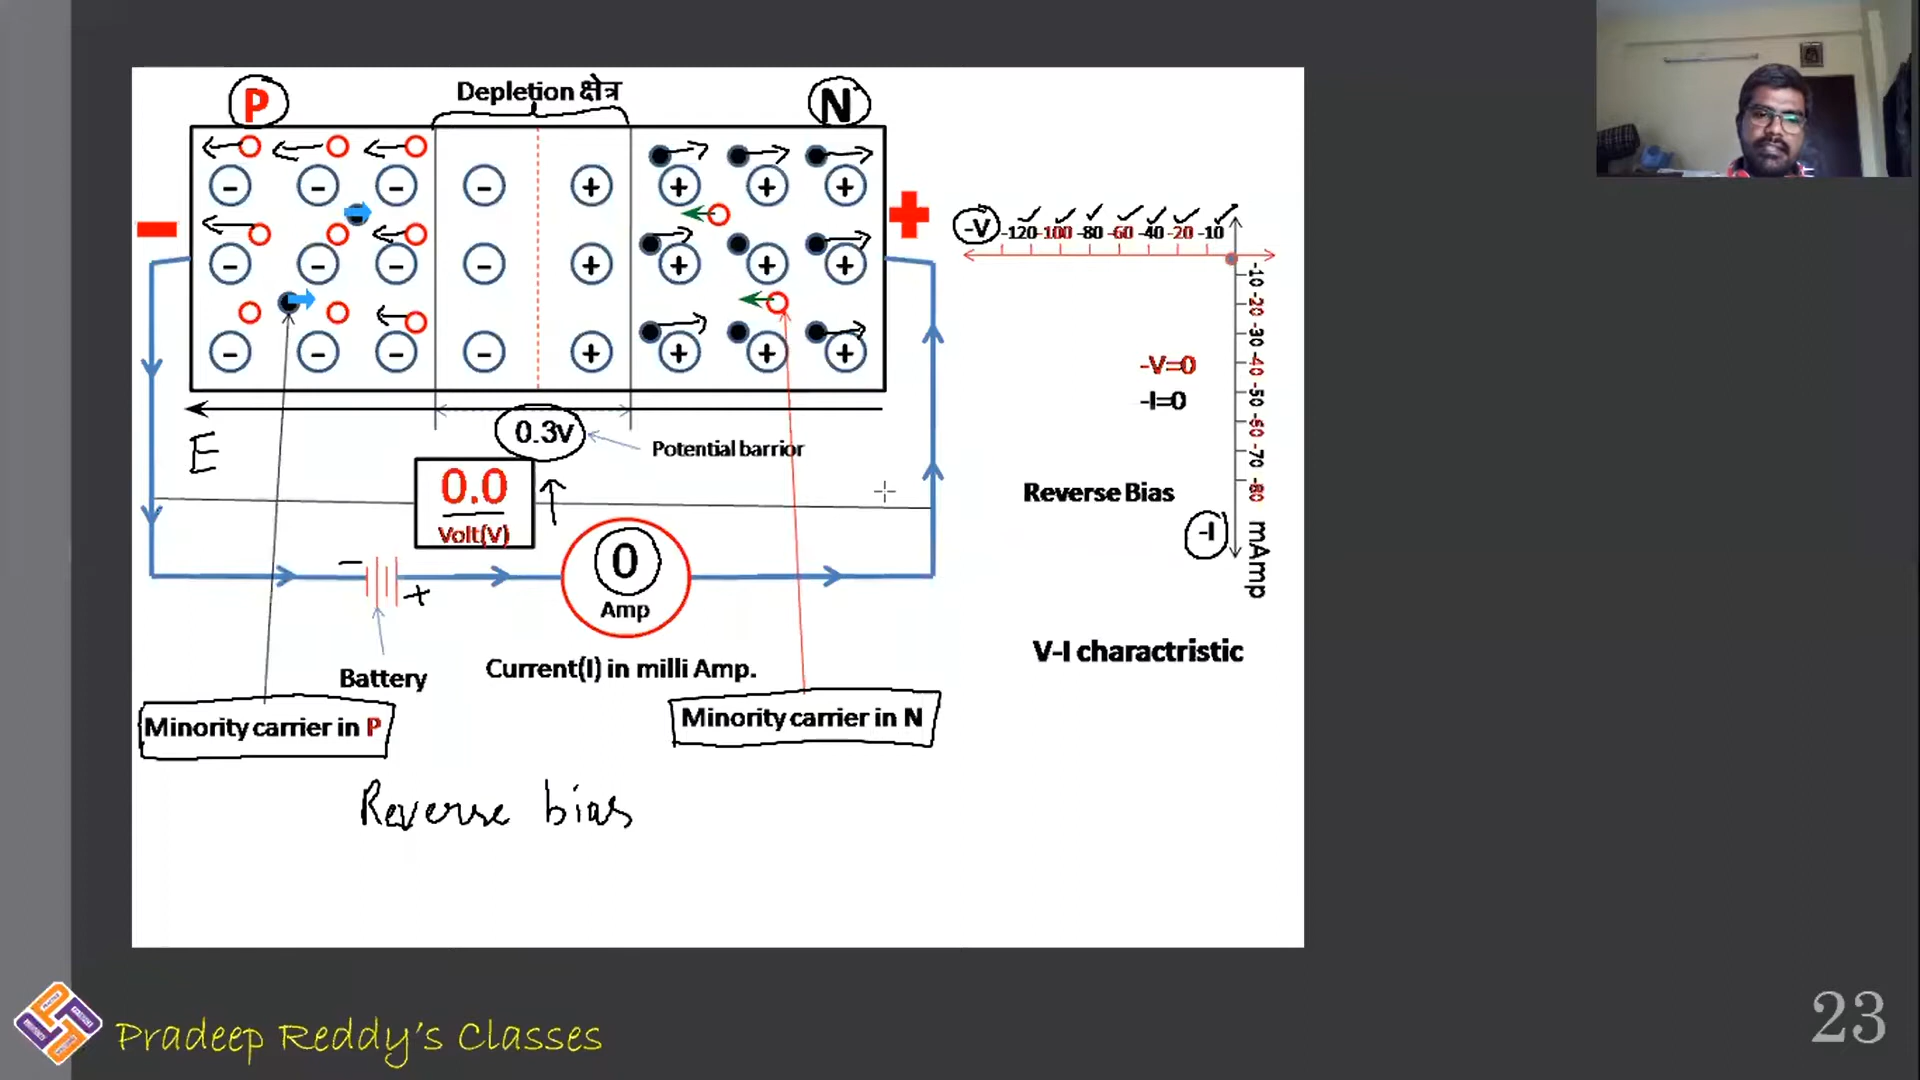 P
Depletion क्षेत्र
N
-V
-120 -100 -80 -60 -40 -20 -10
-10 -20 -30 -40 -50 -60 -70 -80 mAmp
-V=0
-I=0
E
0.3v
Potential barrior
0.0
Volt(V)
Reverse Bias
-I
0
Amp
- +
Battery
Current(I) in milli Amp.
V-I charactristic
Minority carrier in P
Minority carrier in N
Reverse bias
Pradeep Reddy's Classes
23